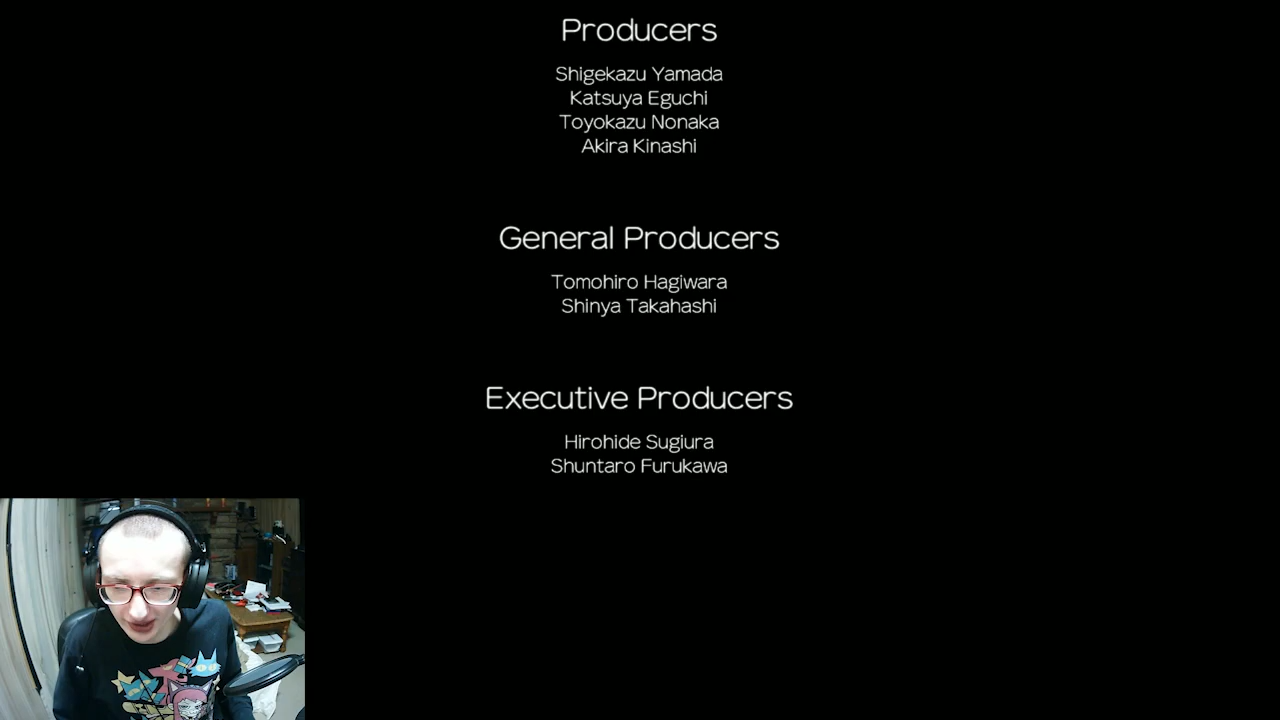 Producers
Shigekazu Yamada
Katsuya Eguchi
Toyokazu Nonaka
Akira Kinashi
General Producers
Tomohiro Hagiwara
Shinya Takahashi
Executive Producers
Hirohide Sugiura
Shuntaro Furukawa